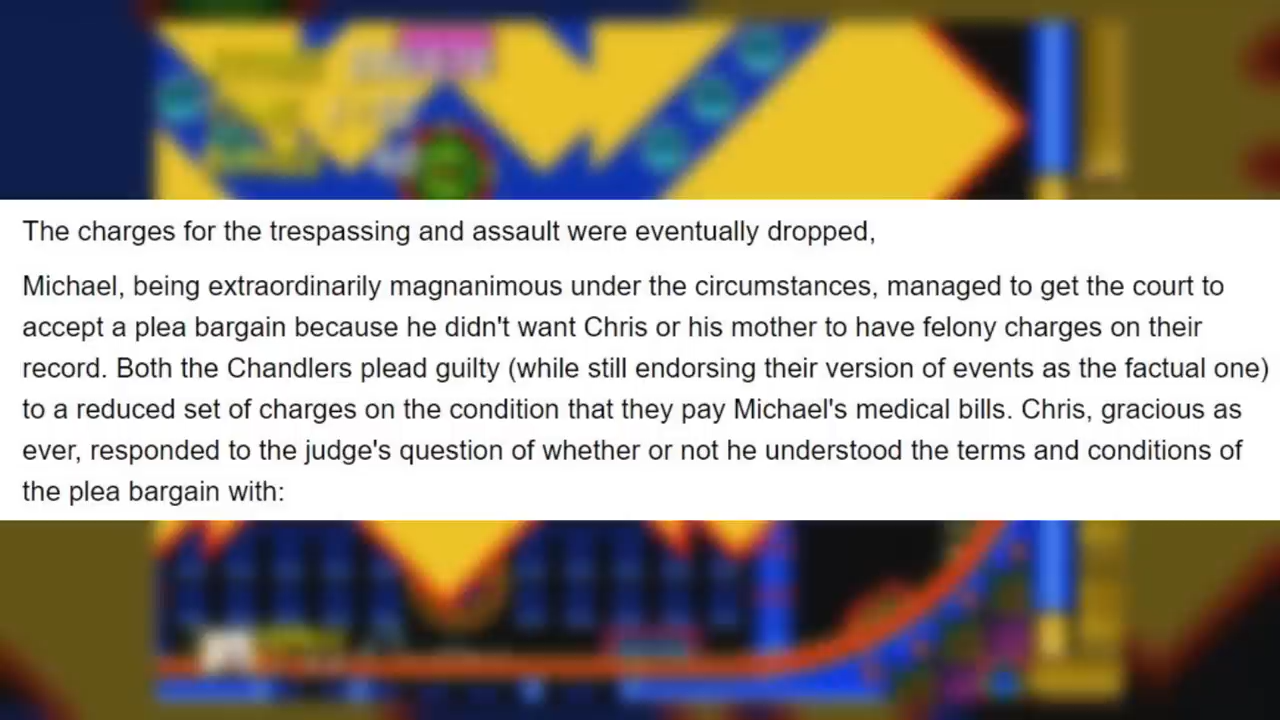 The charges for the trespassing and assault were eventually dropped,
Michael, being extraordinarily magnanimous under the circumstances, managed to get the court to
accept a plea bargain because he didn't want Chris or his mother to have felony charges on their
record. Both the Chandlers plead guilty (while still endorsing their version of events as the factual one)
to a reduced set of charges on the condition that they pay Michael's medical bills. Chris, gracious as
ever, responded to the judge's question of whether or not he understood the terms and conditions of
the plea bargain with: